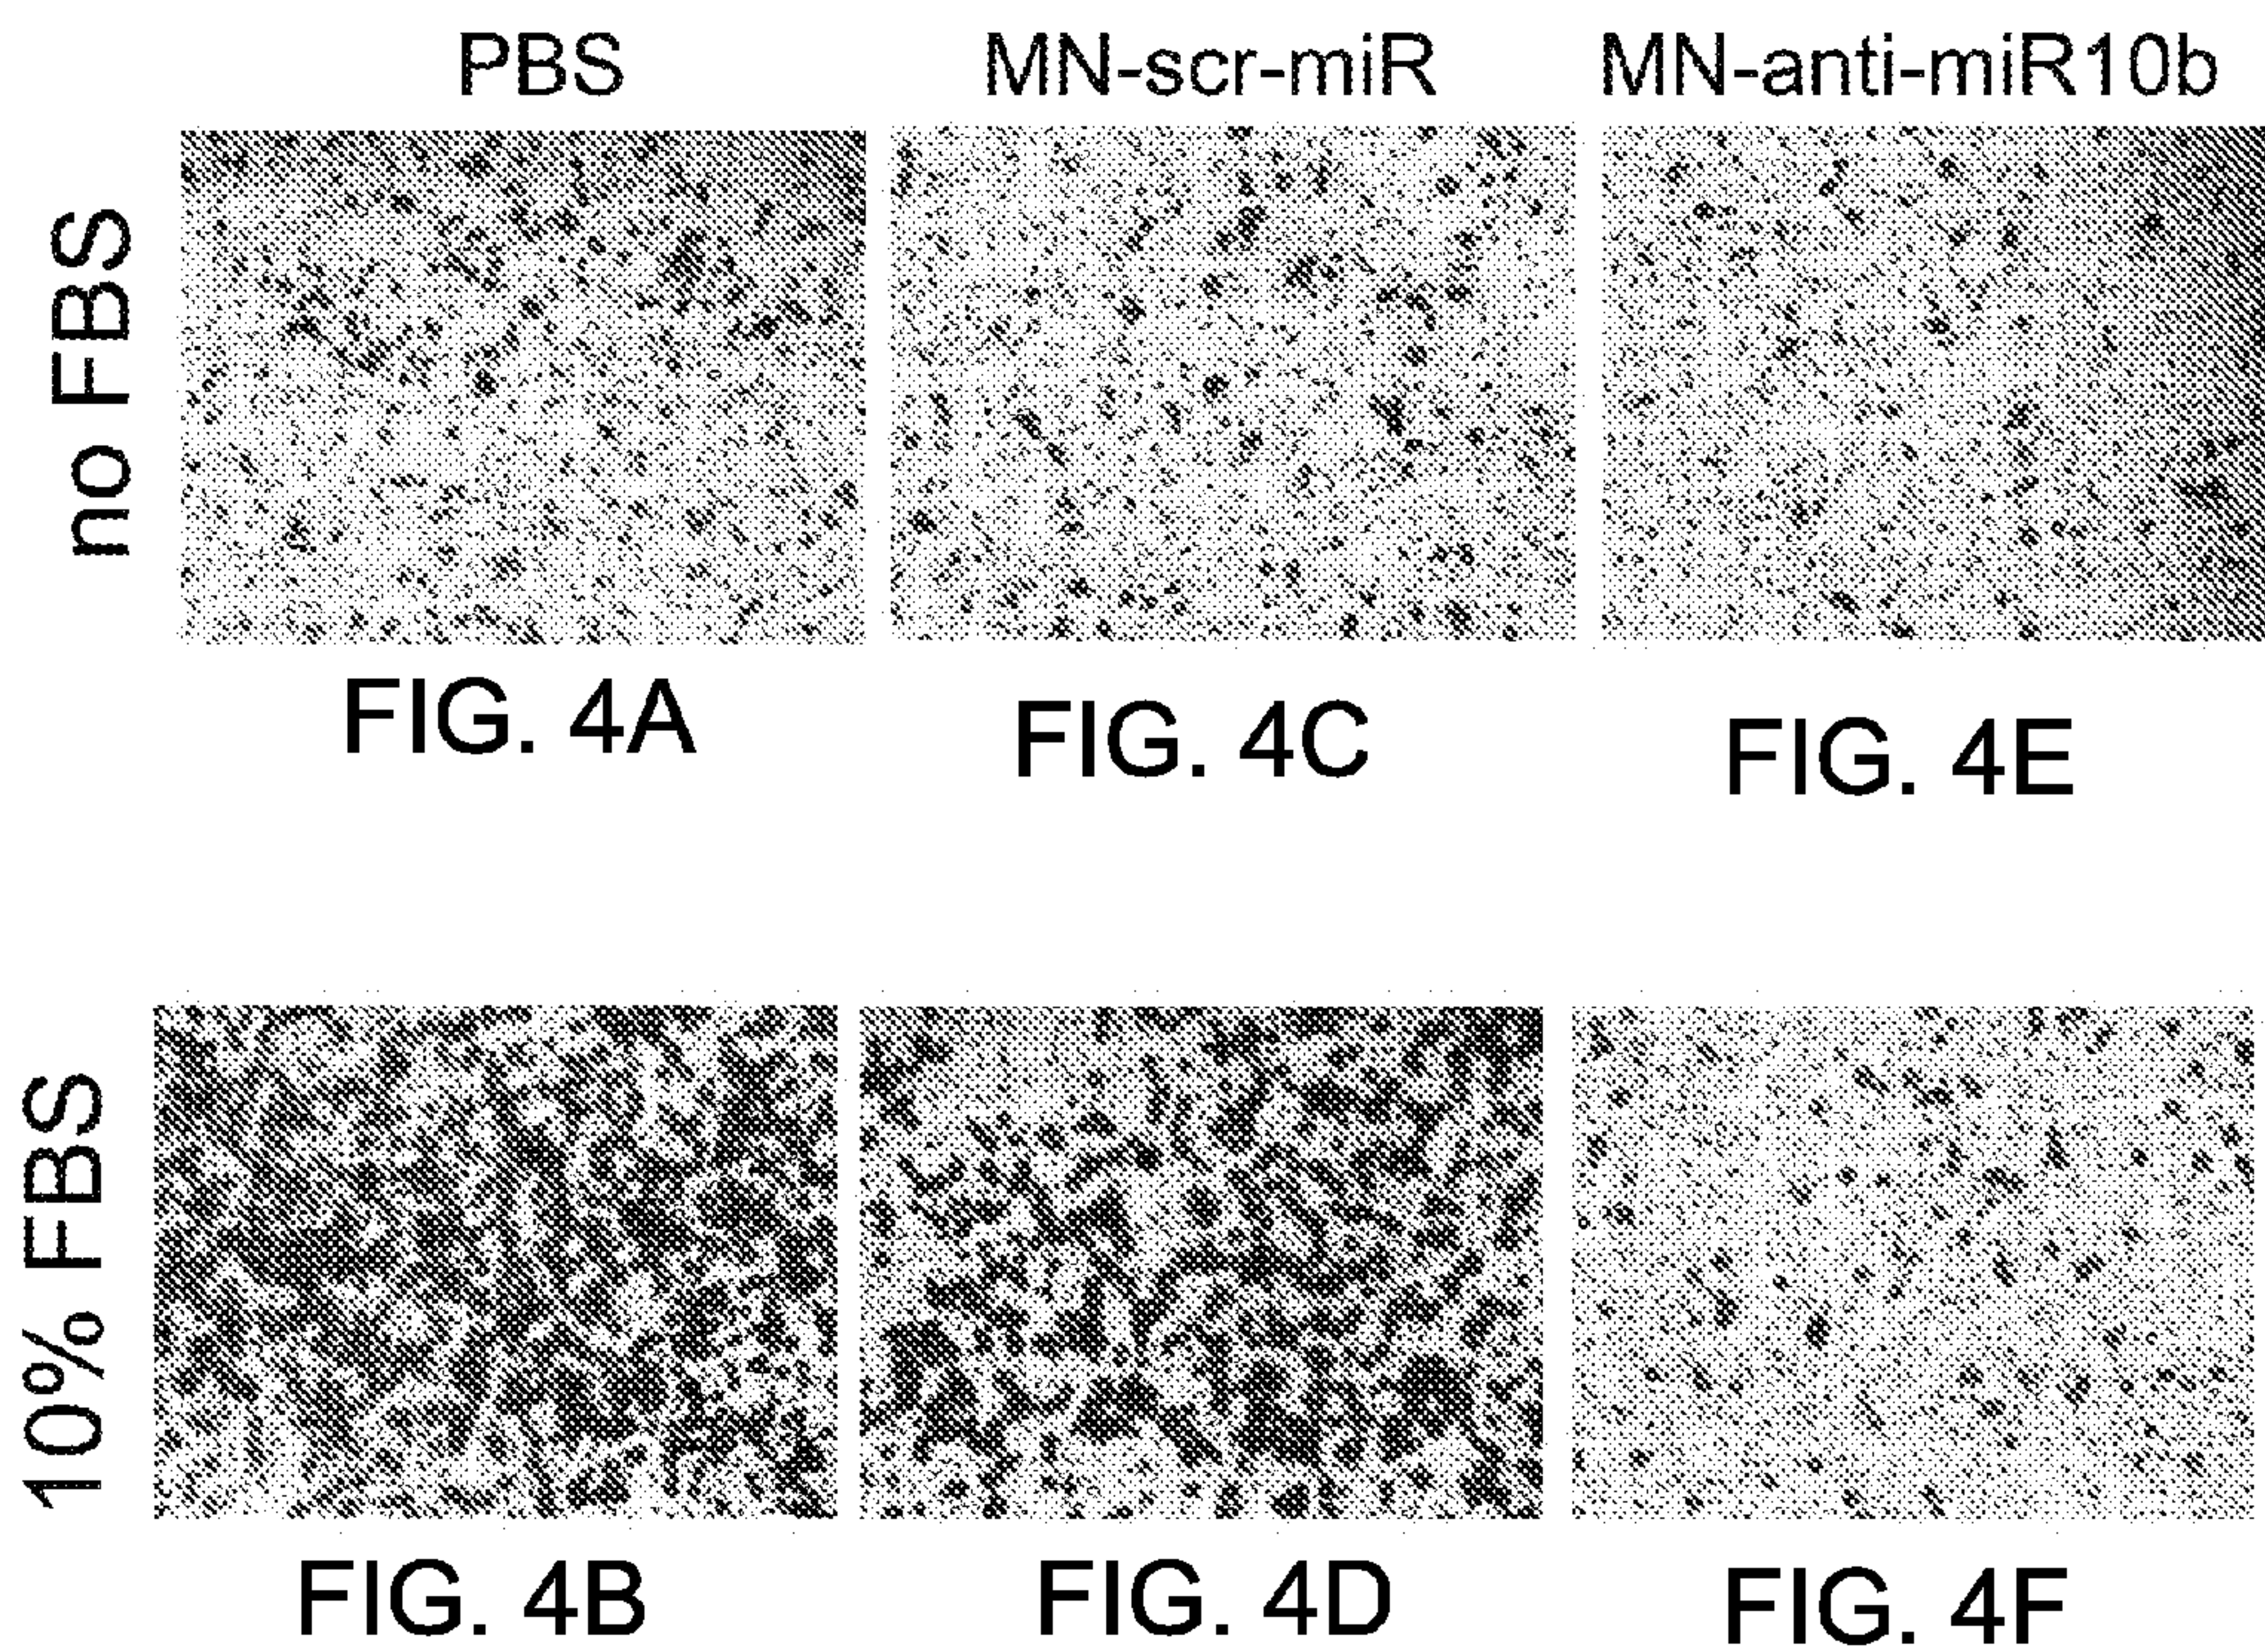 PBS MN-scr-miR MN-anti-miR10b
no FBS
FIG. 4A FIG. 4C FIG. 4E
10% FBS
FIG. 4B FIG. 4D FIG. 4F